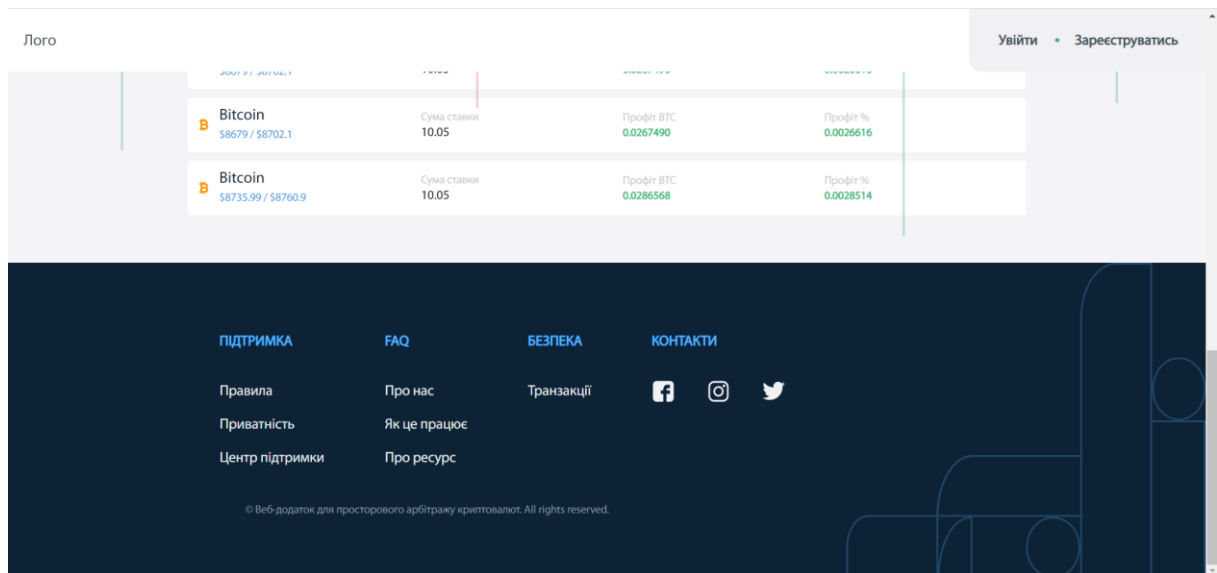 Лого
Увійти • Зареєструватись
Bitcoin
$8679 / $8702.1
Сума ставки
10.05
Профіт BTC
0.0267490
Профіт %
0.0026616
Bitcoin
$8735.99 / $8760.9
Сума ставки
10.05
Профіт BTC
0.0286568
Профіт %
0.0028514
ПІДТРИМКА
Правила
Приватність
Центр підтримки
FAQ
Про нас
Як це працює
Про ресурс
БЕЗПЕКА
Транзакції
КОНТАКТИ
© Веб-додаток для просторового арбітражу криптовалют. All rights reserved.